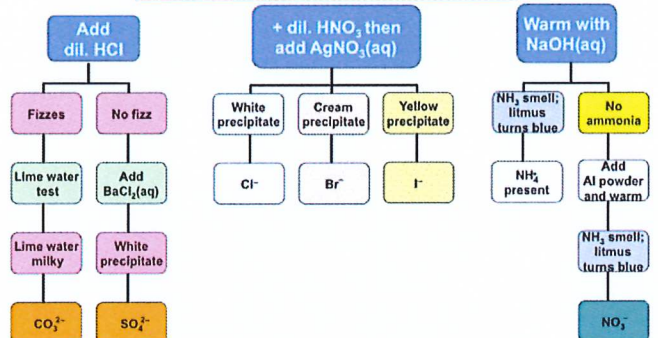 Add
dil. HCl
Fizzes
No fizz
Lime water
test
Add
BaCl₂(aq)
Lime water
milky
White
precipitate
CO₃²⁻
SO₄²⁻
+ dil. HNO₃ then
add AgNO₃(aq)
White
precipitate
Cream
precipitate
Yellow
precipitate
Cl⁻
Br⁻
I⁻
Warm with
NaOH(aq)
NH₃ smell;
litmus
turns blue
No
ammonia
NH₄⁺
present
Add
Al powder
and warm
NH₃ smell;
litmus
turns blue
NO₃⁻